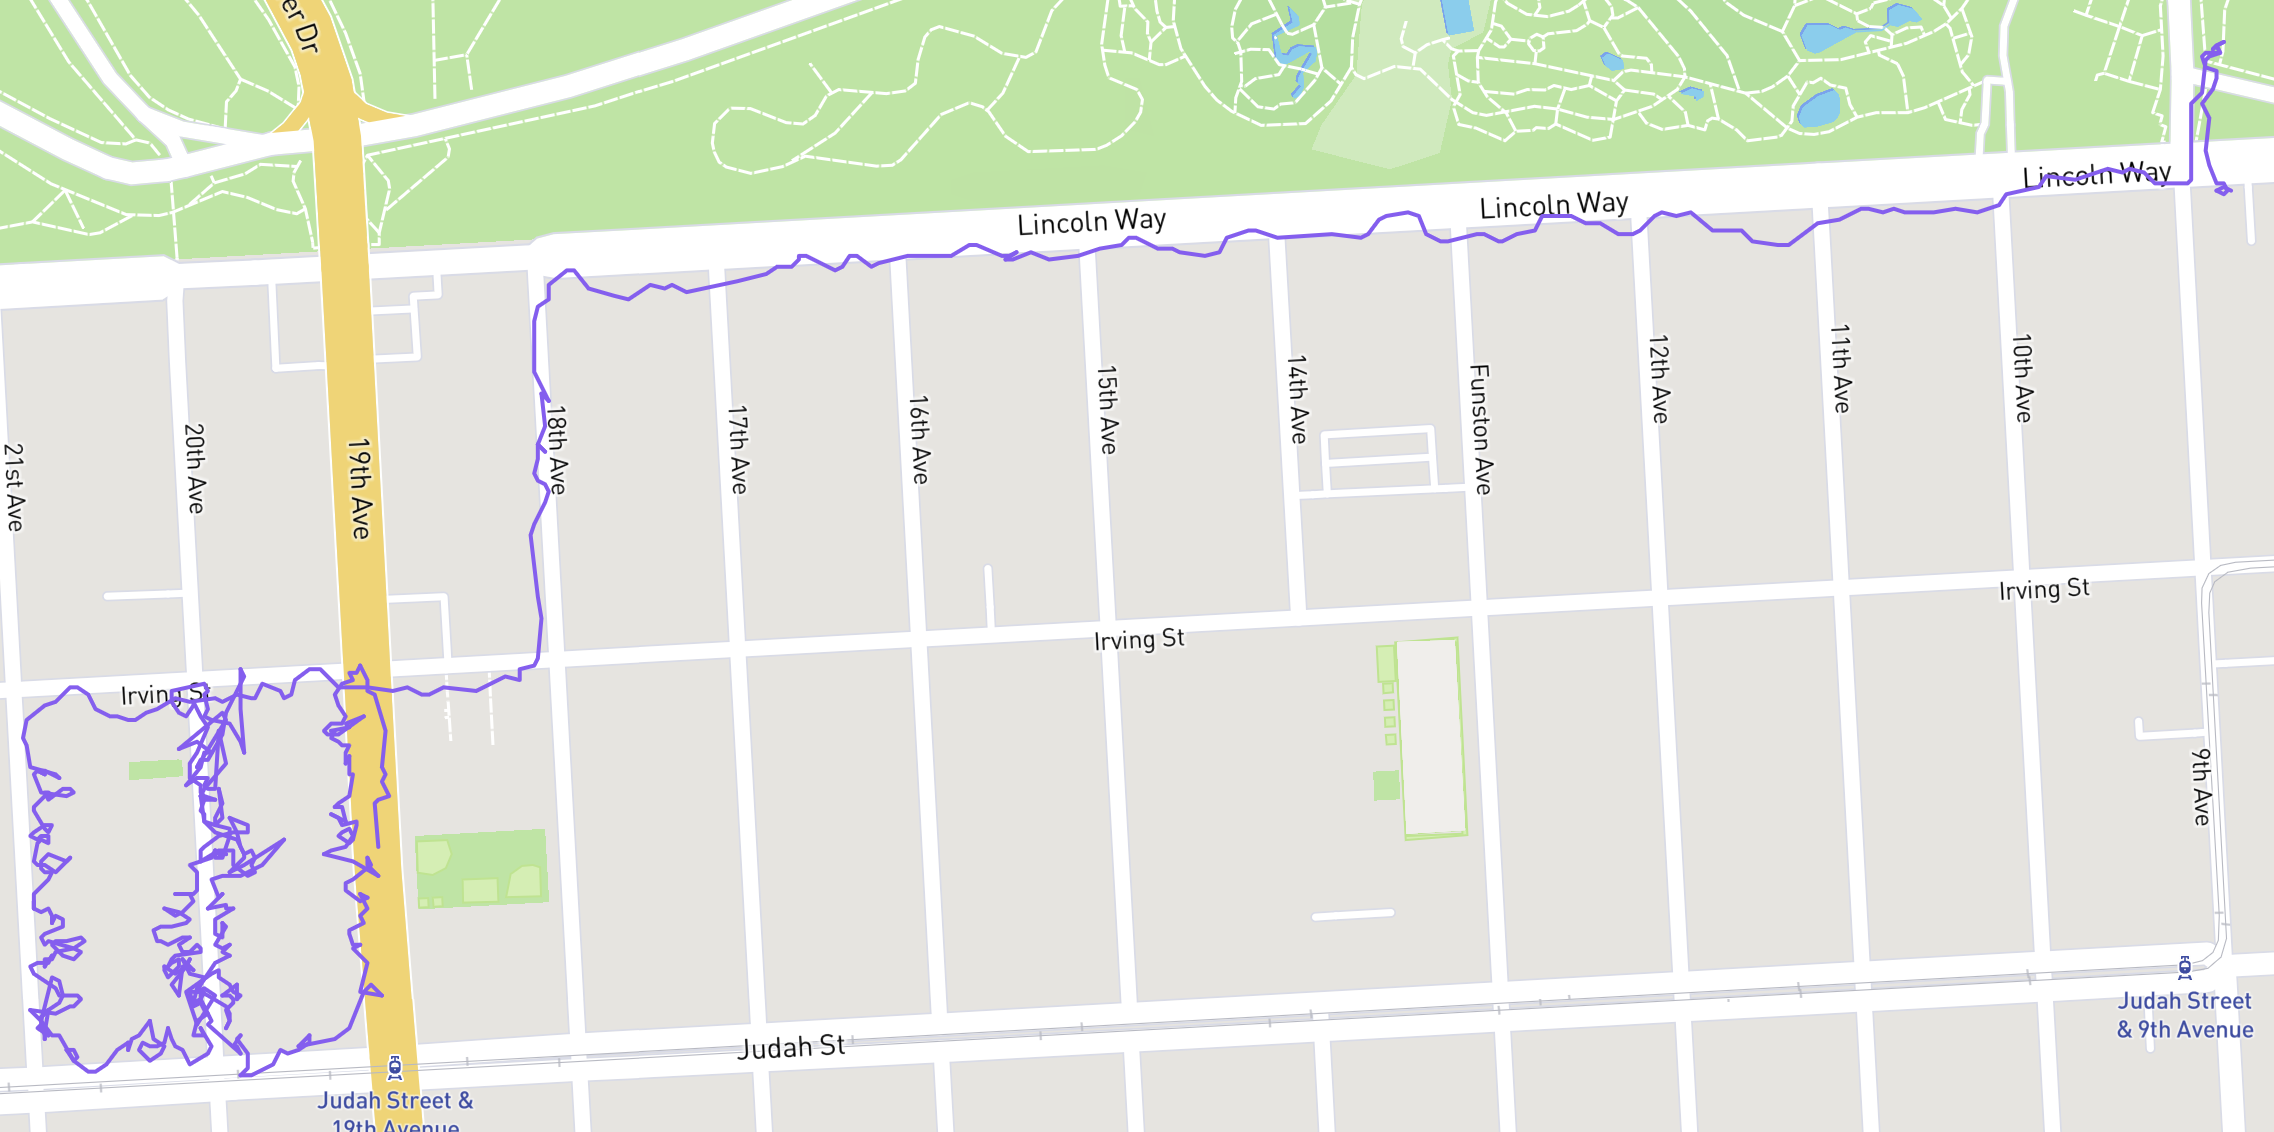 er Dr
Lincoln Way
Lincoln Way
Lincoln Way
21st Ave
20th Ave
19th Ave
18th Ave
17th Ave
16th Ave
15th Ave
14th Ave
Funston Ave
12th Ave
11th Ave
10th Ave
Irving St
Irving St
Irving St
9th Ave
Judah Street
& 9th Avenue
Judah St
Judah Street &
19th Avenue